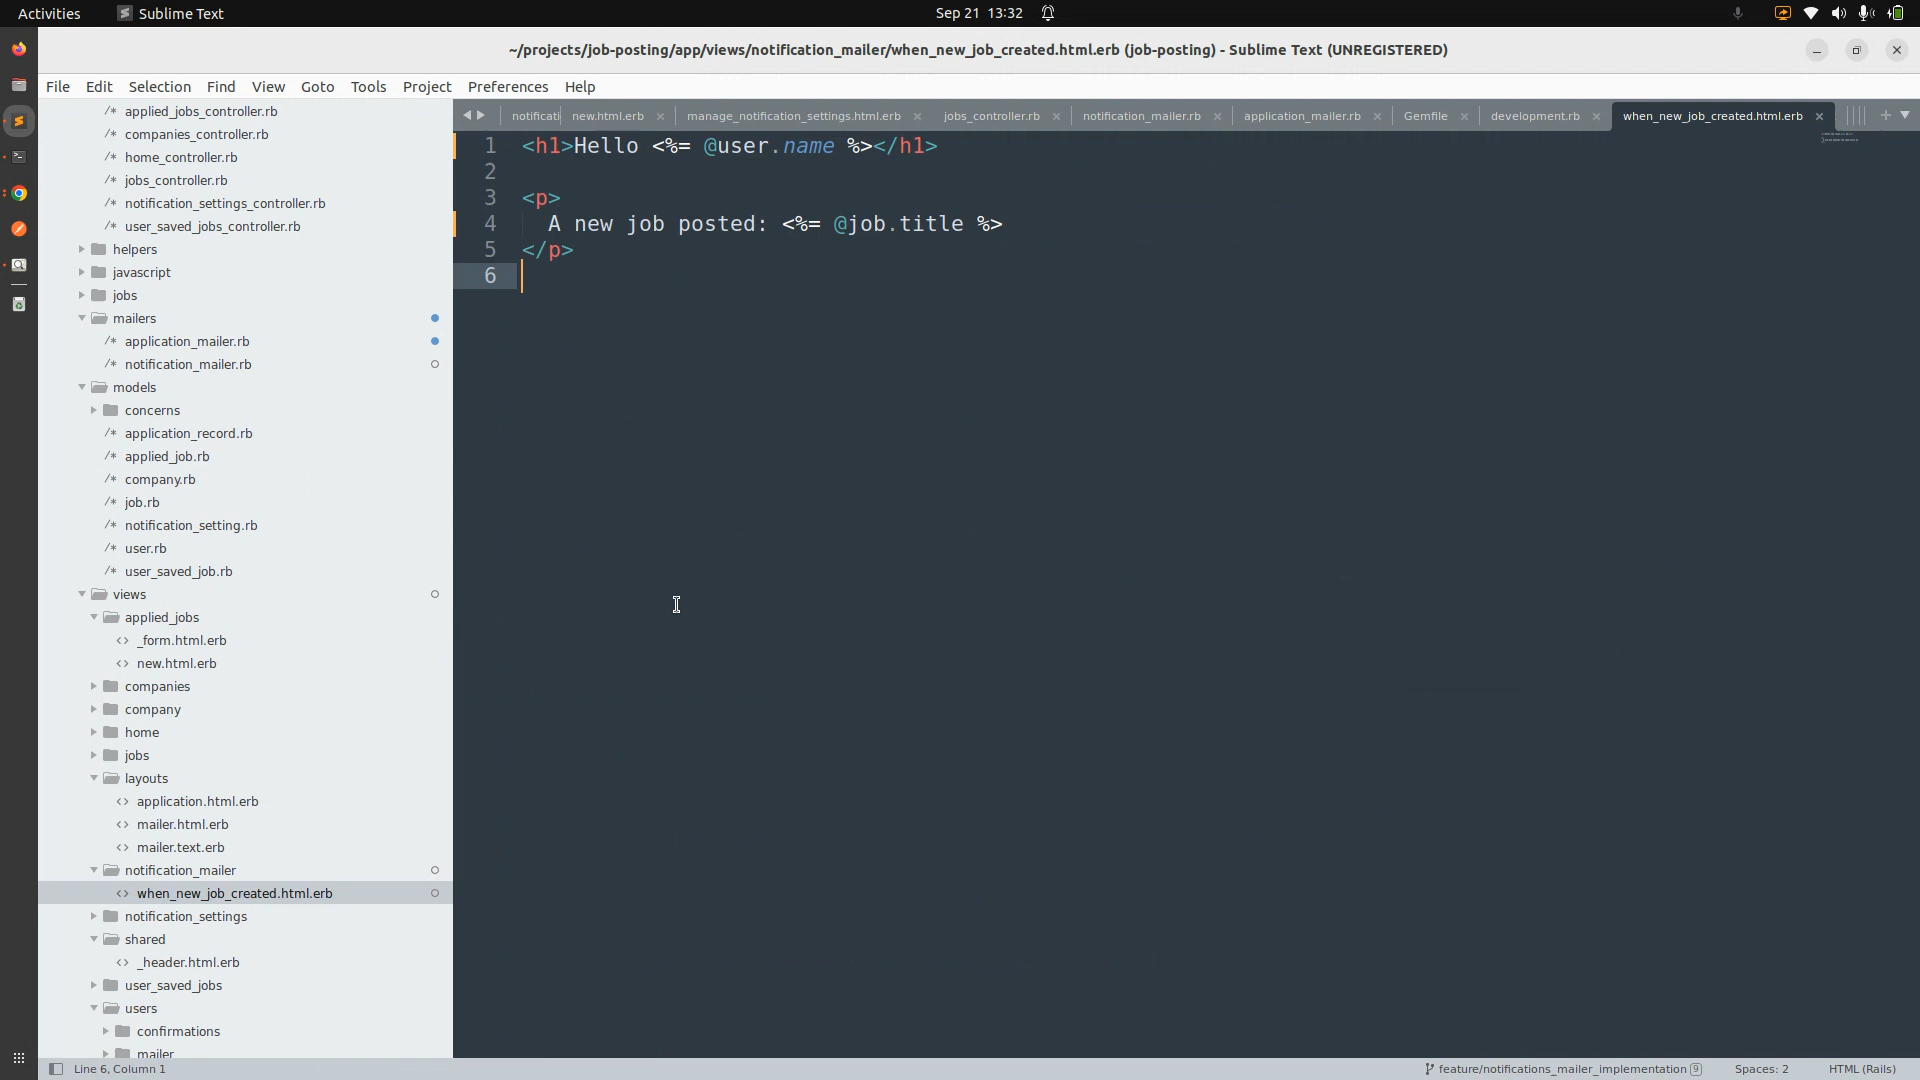 Activities
Sublime Text
Sep 21 13:32
~/projects/job-posting/app/views/notification_mailer/when_new_job_created.html.erb (job-posting) - Sublime Text (UNREGISTERED)
File Edit Selection Find View Goto Tools Project Preferences Help
applied_jobs_controller.rb
companies_controller.rb
home_controller.rb
jobs_controller.rb
notification_settings_controller.rb
user_saved_jobs_controller.rb
helpers
javascript
jobs
mailers
application_mailer.rb
notification_mailer.rb
models
concerns
application_record.rb
applied_job.rb
company.rb
job.rb
notification_setting.rb
user.rb
user_saved_job.rb
views
applied_jobs
_form.html.erb
new.html.erb
companies
company
home
jobs
layouts
application.html.erb
mailer.html.erb
mailer.text.erb
notification_mailer
when_new_job_created.html.erb
notification_settings
shared
_header.html.erb
user_saved_jobs
users
confirmations
mailer
notificati new.html.erb manage_notification_settings.html.erb jobs_controller.rb notification_mailer.rb application_mailer.rb Gemfile development.rb when_new_job_created.html.erb
1 <h1>Hello <%= @user.name %></h1>
2
3 <p>
4   A new job posted: <%= @job.title %>
5 </p>
6
Line 6, Column 1
feature/notifications_mailer_implementation 9
Spaces: 2
HTML (Rails)